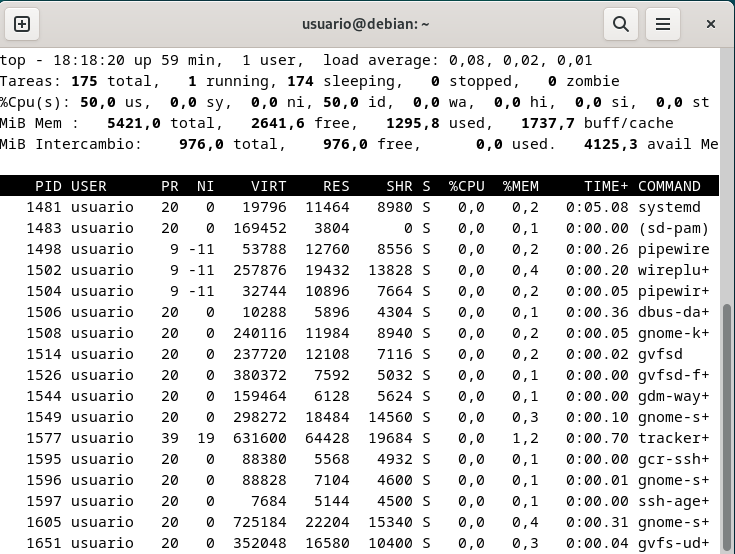 usuario@debian: ~
top - 18:18:20 up 59 min,  1 user,  load average: 0,08, 0,02, 0,01
Tareas: 175 total,   1 running, 174 sleeping,   0 stopped,   0 zombie
%Cpu(s): 50,0 us,  0,0 sy,  0,0 ni, 50,0 id,  0,0 wa,  0,0 hi,  0,0 si,  0,0 st
MiB Mem :   5421,0 total,   2641,6 free,   1295,8 used,   1737,7 buff/cache
MiB Intercambio:    976,0 total,    976,0 free,      0,0 used.   4125,3 avail Me
PID USER      PR  NI    VIRT    RES    SHR S  %CPU  %MEM     TIME+ COMMAND
1481 usuario   20   0   19796  11464   8980 S   0,0   0,2   0:05.08 systemd
1483 usuario   20   0  169452   3804      0 S   0,0   0,1   0:00.00 (sd-pam)
1498 usuario    9 -11   53788  12760   8556 S   0,0   0,2   0:00.26 pipewire
1502 usuario    9 -11  257876  19432  13828 S   0,0   0,4   0:00.20 wireplu+
1504 usuario    9 -11   32744  10896   7664 S   0,0   0,2   0:00.05 pipewir+
1506 usuario   20   0   10288   5896   4304 S   0,0   0,1   0:00.36 dbus-da+
1508 usuario   20   0  240116  11984   8940 S   0,0   0,2   0:00.05 gnome-k+
1514 usuario   20   0  237720  12108   7116 S   0,0   0,2   0:00.02 gvfsd
1526 usuario   20   0  380372   7592   5032 S   0,0   0,1   0:00.00 gvfsd-f+
1544 usuario   20   0  159464   6128   5624 S   0,0   0,1   0:00.00 gdm-way+
1549 usuario   20   0  298272  18484  14560 S   0,0   0,3   0:00.10 gnome-s+
1577 usuario   39  19  631600  64428  19684 S   0,0   1,2   0:00.70 tracker+
1595 usuario   20   0   88380   5568   4932 S   0,0   0,1   0:00.00 gcr-ssh+
1596 usuario   20   0   88828   7104   4600 S   0,0   0,1   0:00.01 gnome-s+
1597 usuario   20   0    7684   5144   4500 S   0,0   0,1   0:00.00 ssh-age+
1605 usuario   20   0  725184  22204  15340 S   0,0   0,4   0:00.31 gnome-s+
1651 usuario   20   0  352048  16580  10400 S   0,0   0,3   0:00.04 gvfs-ud+